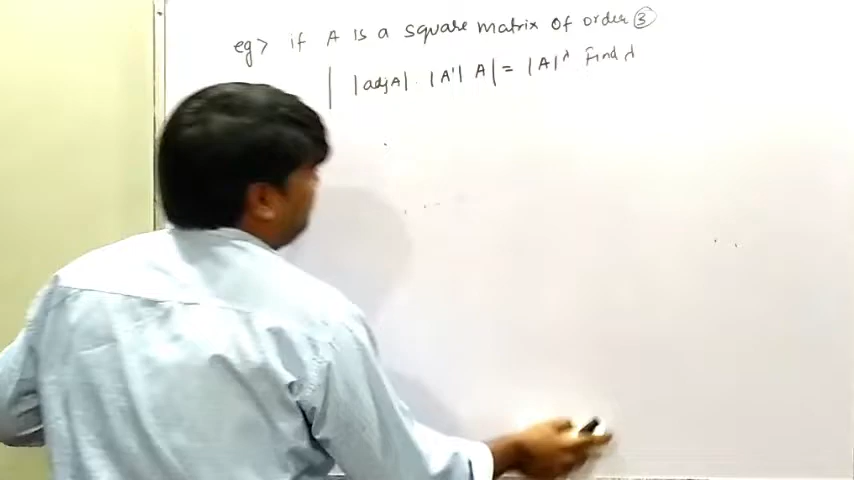 eg> if A is a square matrix of order ③
| |adjA| . |A'| A | = |A|^λ Find λ